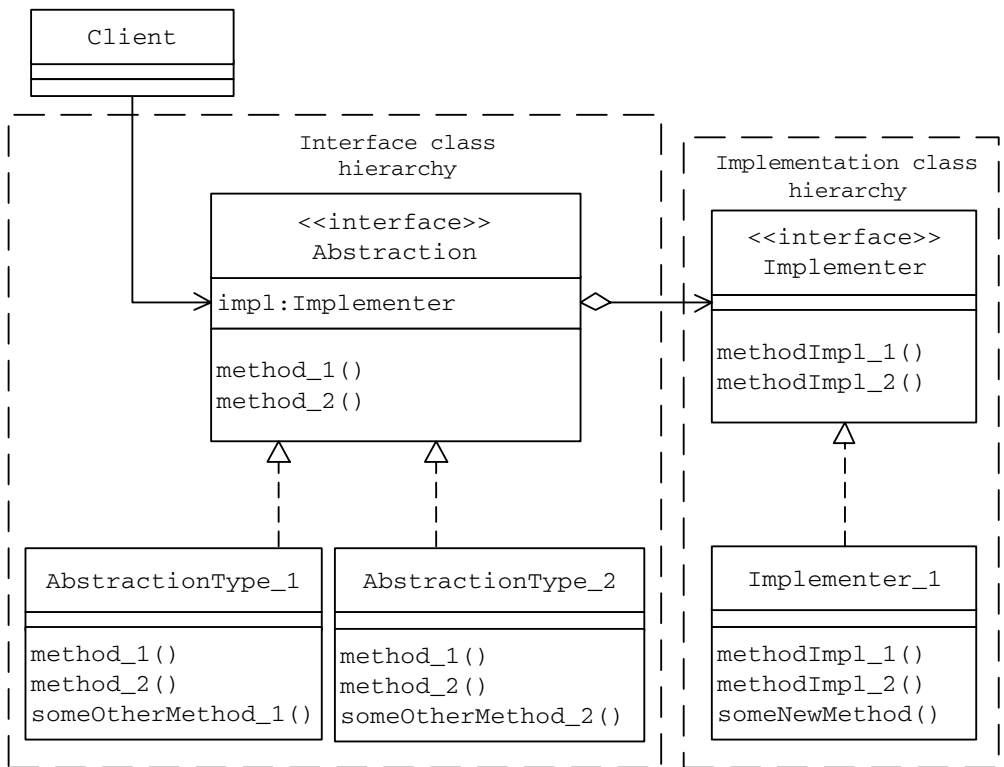 Client
Interface class
hierarchy
<<interface>>
Abstraction
impl:Implementer
method_1()
method_2()
AbstractionType_1
method_1()
method_2()
someOtherMethod_1()
AbstractionType_2
method_1()
method_2()
someOtherMethod_2()
Implementation class
hierarchy
<<interface>>
Implementer
methodImpl_1()
methodImpl_2()
Implementer_1
methodImpl_1()
methodImpl_2()
someNewMethod()